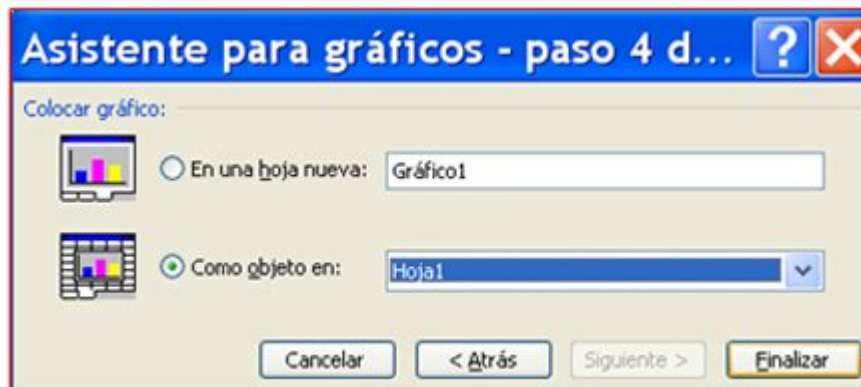 Asistente para gráficos - paso 4 d...
Colocar gráfico:
En una hoja nueva: Gráfico1
Como objeto en: Hoja1
Cancelar < Atrás Siguiente > Finalizar